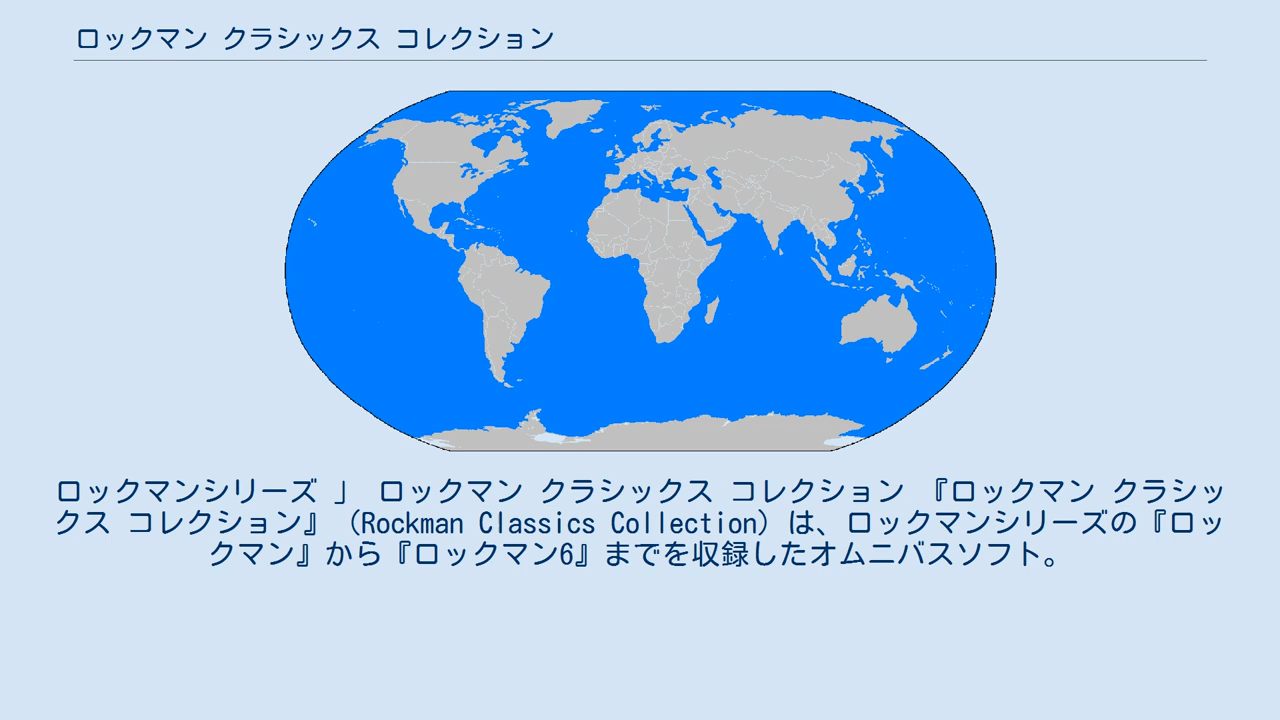 ロックマン クラシックス コレクション
ロックマンシリーズ 」 ロックマン クラシックス コレクション 『ロックマン クラシッ
クス コレクション』（Rockman Classics Collection）は、ロックマンシリーズの『ロッ
クマン』から『ロックマン6』までを収録したオムニバスソフト。